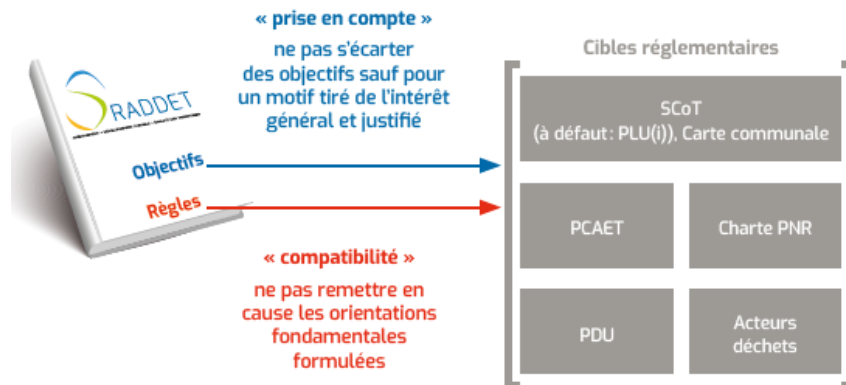 « prise en compte »
ne pas s'écarter
des objectifs sauf pour
un motif tiré de l'intérêt
général et justifié
RADDET
Objectifs
Règles
« compatibilité »
ne pas remettre en
cause les orientations
fondamentales
formulées
Cibles réglementaires
SCoT
(à défaut : PLU(i)), Carte communale
PCAET
Charte PNR
PDU
Acteurs
déchets